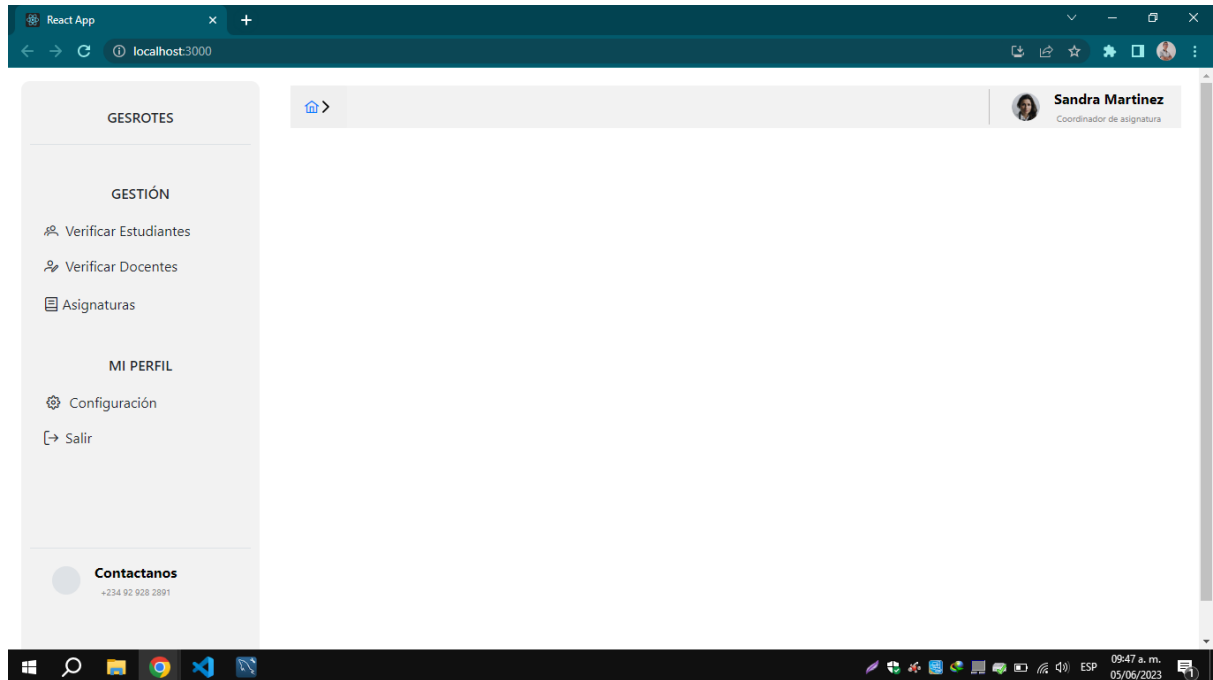 React App
localhost:3000
GESROTES
Sandra Martinez
Coordinador de asignatura
GESTIÓN
Verificar Estudiantes
Verificar Docentes
Asignaturas
MI PERFIL
Configuración
Salir
Contactanos
+234 92 928 2891
ESP
09:47 a. m.
05/06/2023
1